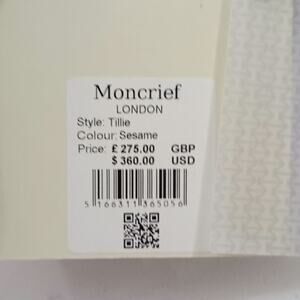 Moncrief
LONDON
Style: Tillie
Colour: Sesame
Price: £ 275.00 GBP
$ 360.00 USD
5 166311 365056